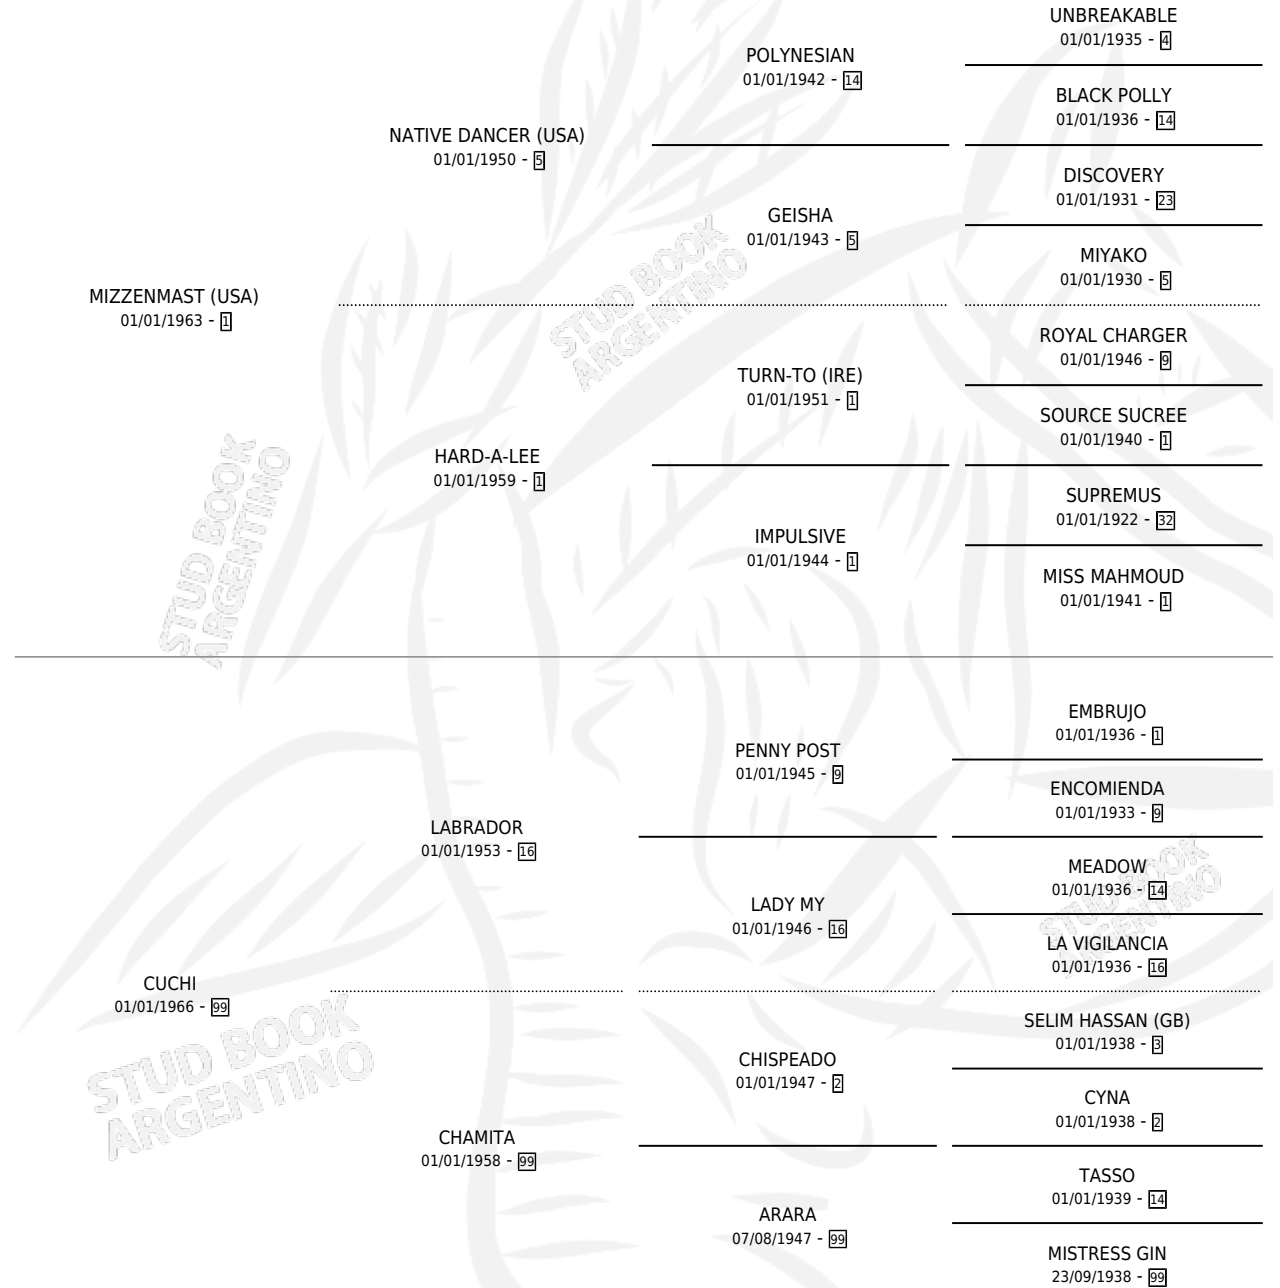 UNBREAKABLE
01/01/1935 - 4
POLYNESIAN
01/01/1942 - 14
BLACK POLLY
01/01/1936 - 14
NATIVE DANCER (USA)
01/01/1950 - 5
DISCOVERY
01/01/1931 - 23
GEISHA
01/01/1943 - 5
MIYAKO
01/01/1930 - 5
MIZZENMAST (USA)
01/01/1963 - 1
STUD BOOK
ARGENTINO
ROYAL CHARGER
01/01/1946 - 9
TURN-TO (IRE)
01/01/1951 - 1
SOURCE SUCREE
01/01/1940 - 1
HARD-A-LEE
01/01/1959 - 1
STUD BOOK
ARGENTINO
SUPREMUS
01/01/1922 - 32
IMPULSIVE
01/01/1944 - 1
MISS MAHMOUD
01/01/1941 - 1
EMBRUJO
01/01/1936 - 1
PENNY POST
01/01/1945 - 9
ENCOMIENDA
01/01/1933 - 9
LABRADOR
01/01/1953 - 16
MEADOW
01/01/1936 - 14
STUD BOOK
ARGENTINO
LADY MY
01/01/1946 - 16
LA VIGILANCIA
01/01/1936 - 16
CUCHI
01/01/1966 - 99
SELIM HASSAN (GB)
01/01/1938 - 3
STUD BOOK
ARGENTINO
CHISPEADO
01/01/1947 - 2
CYNA
01/01/1938 - 2
CHAMITA
01/01/1958 - 99
TASSO
01/01/1939 - 14
ARARA
07/08/1947 - 99
MISTRESS GIN
23/09/1938 - 99